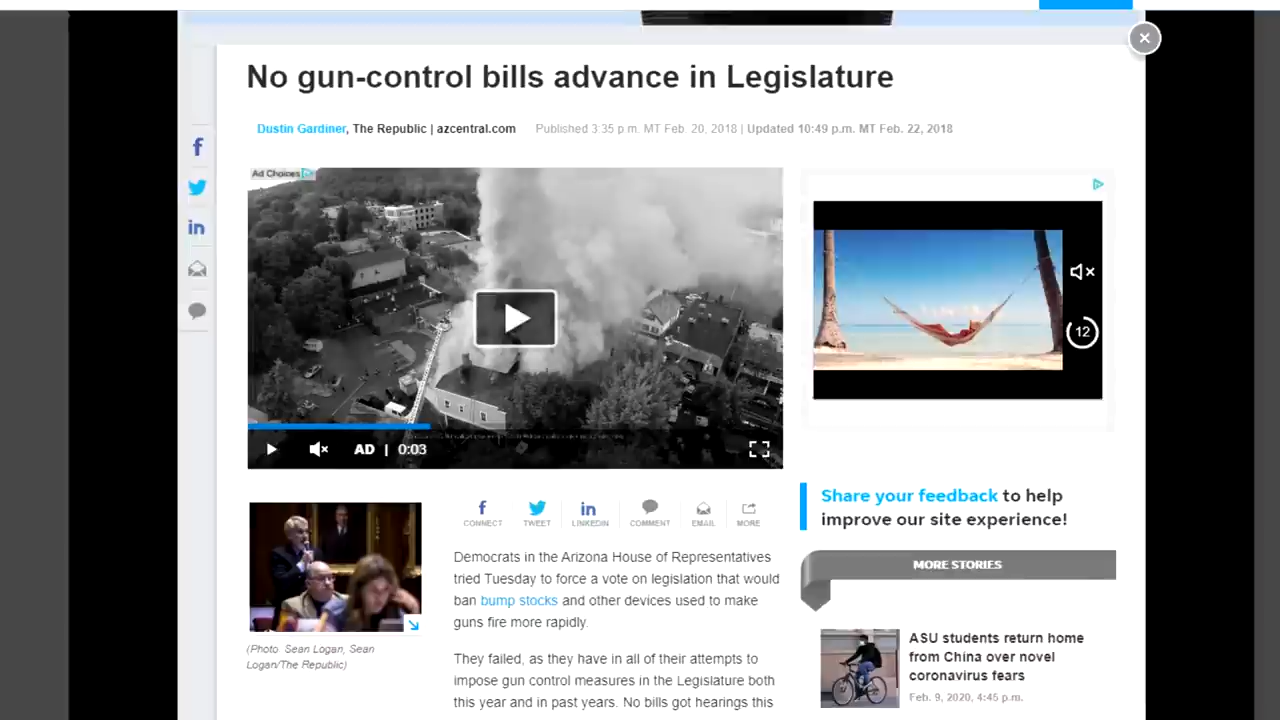 No gun-control bills advance in Legislature
Dustin Gardiner, The Republic | azcentral.com Published 3:35 p.m. MT Feb. 20, 2018 | Updated 10:49 p.m. MT Feb. 22, 2018
Ad Choices
12
AD | 0:03
CONNECT TWEET LINKEDIN COMMENT EMAIL MORE
Democrats in the Arizona House of Representatives
tried Tuesday to force a vote on legislation that would
ban bump stocks and other devices used to make
guns fire more rapidly.
They failed, as they have in all of their attempts to
impose gun control measures in the Legislature both
this year and in past years. No bills got hearings this
(Photo: Sean Logan, Sean
Logan/The Republic)
Share your feedback to help
improve our site experience!
MORE STORIES
ASU students return home
from China over novel
coronavirus fears
Feb. 9, 2020, 4:45 p.m.